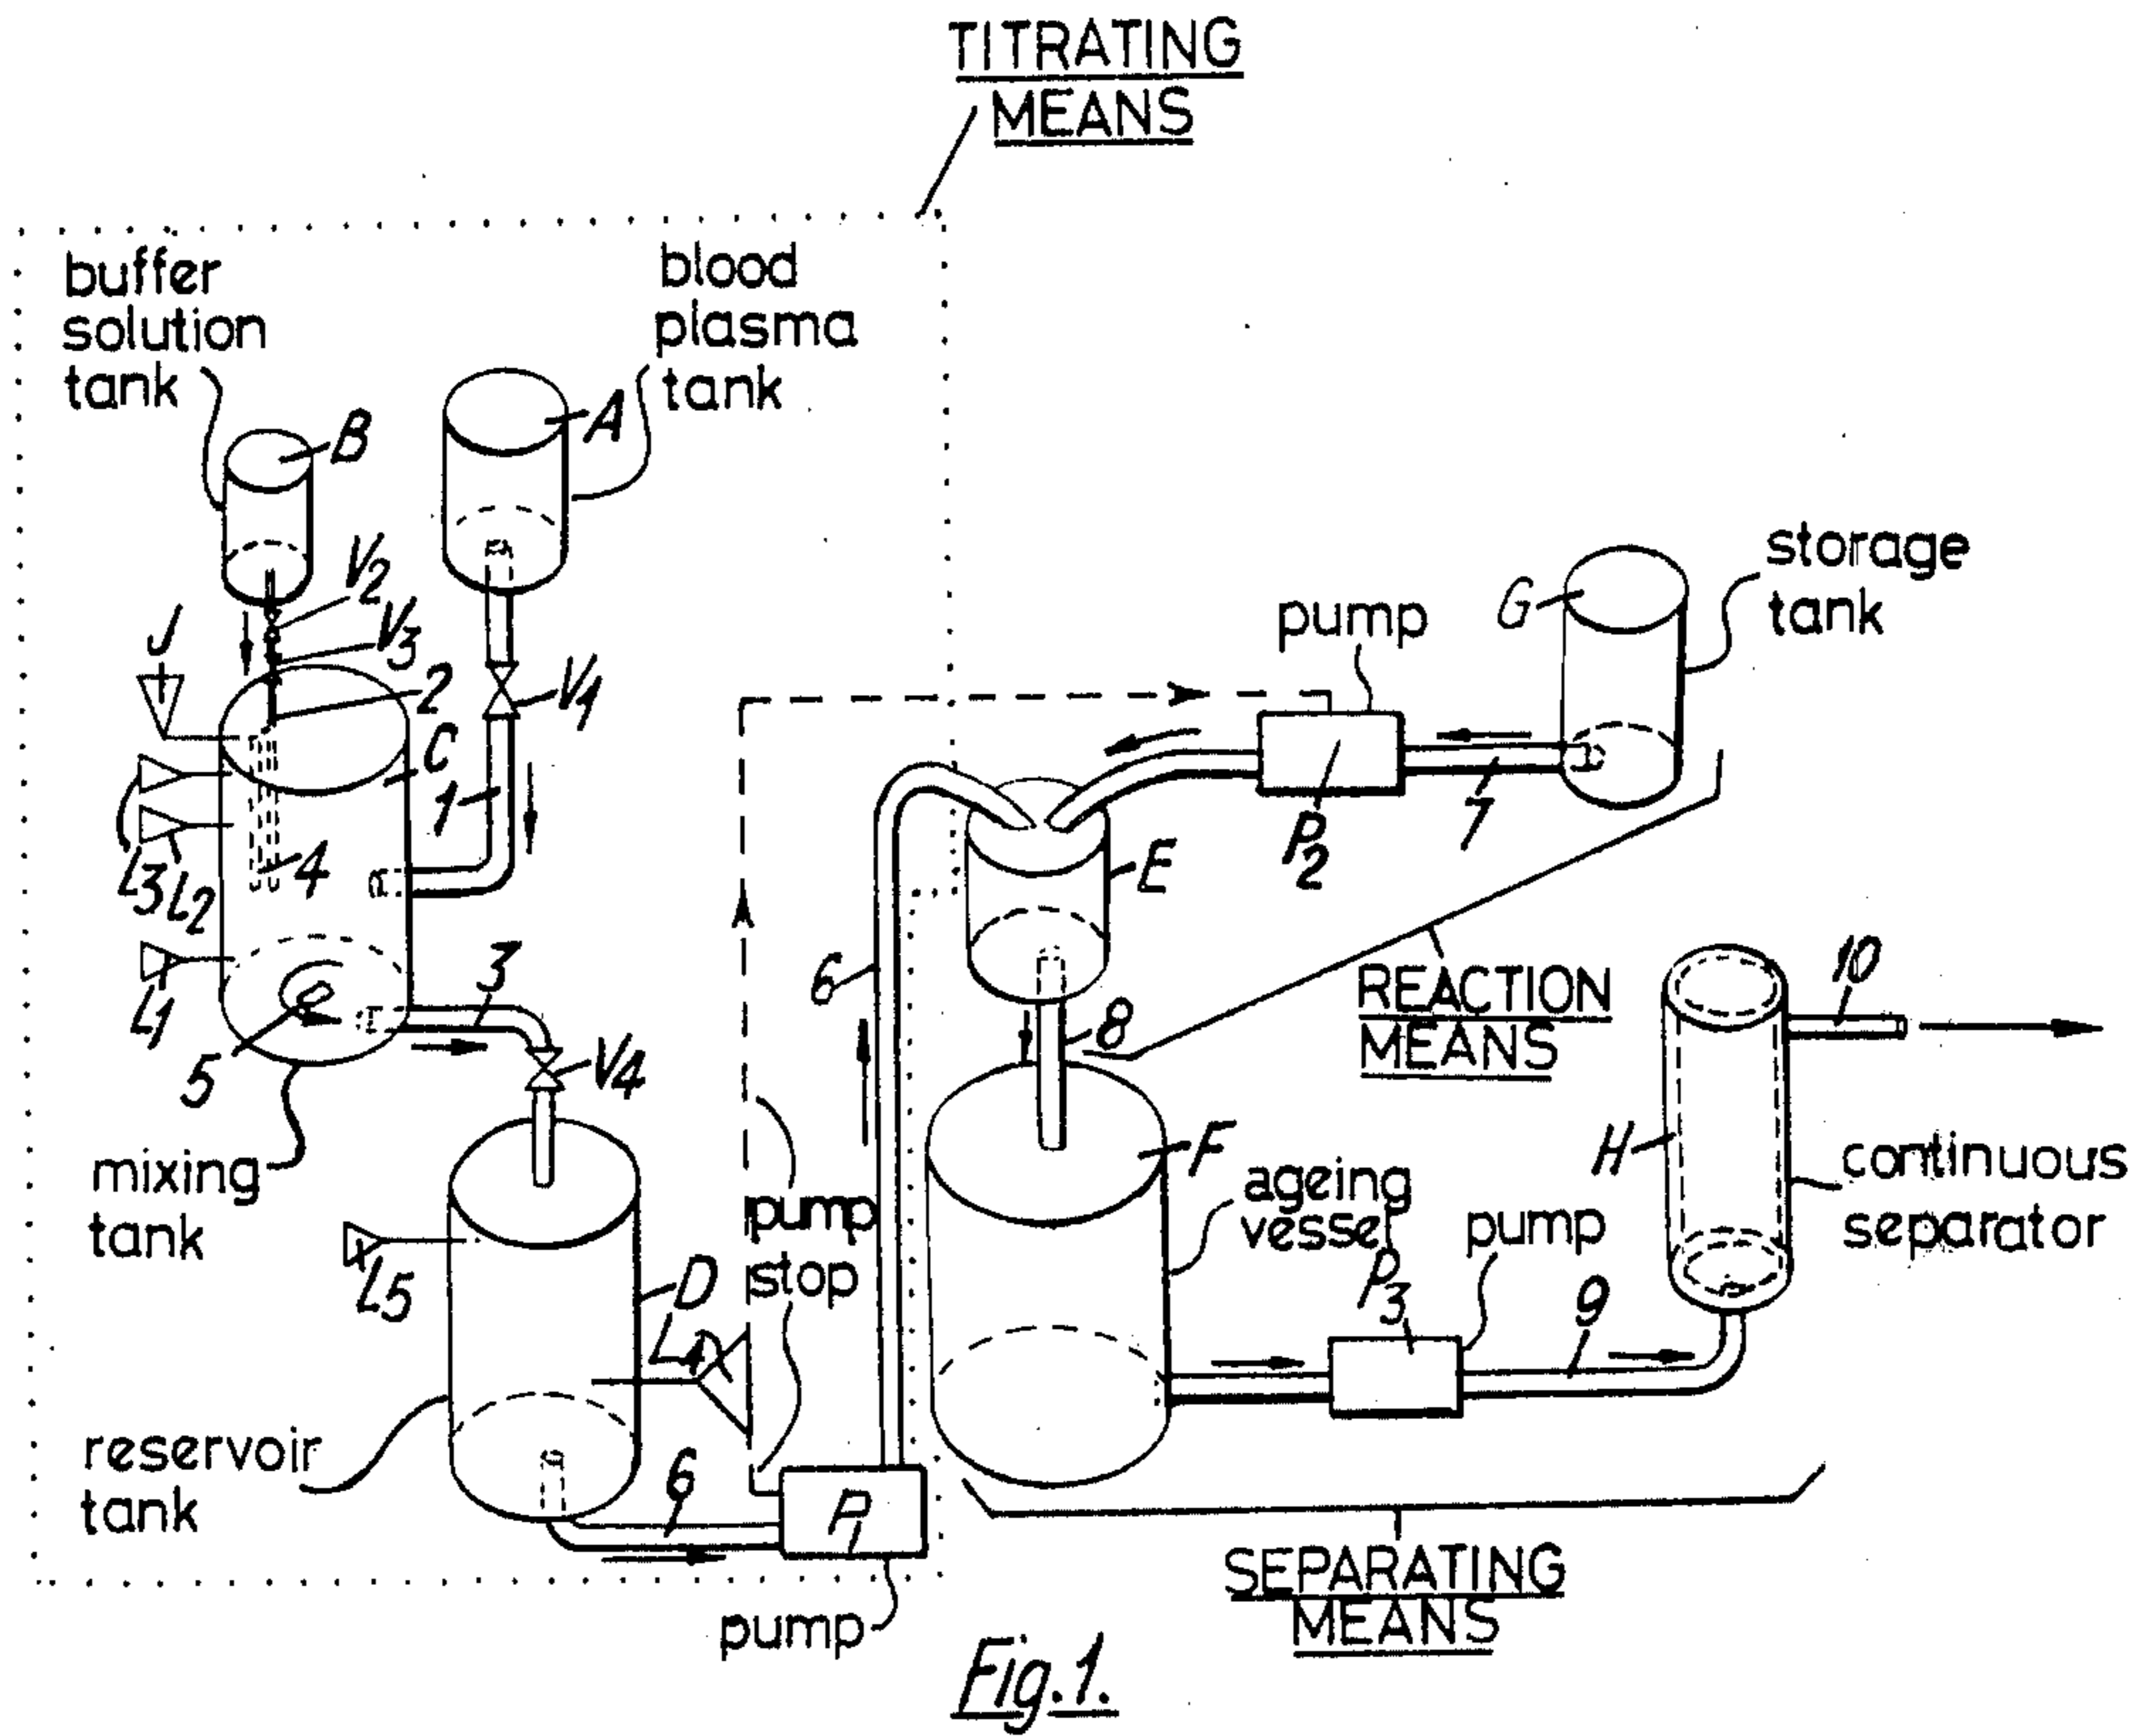 TITRATING
MEANS
buffer
solution
tank
blood
plasma
tank
B
A
V2
V3
J
2
C
V1
1
L3
L2
4
L1
5
3
V4
mixing
tank
L5
D
L4
reservoir
tank
6
P1
pump
pump
stop
6
pump
P2
G
storage
tank
7
E
8
REACTION
MEANS
F
ageing
vessel
P3
pump
9
H
10
continuous
separator
SEPARATING
MEANS
Fig.1.